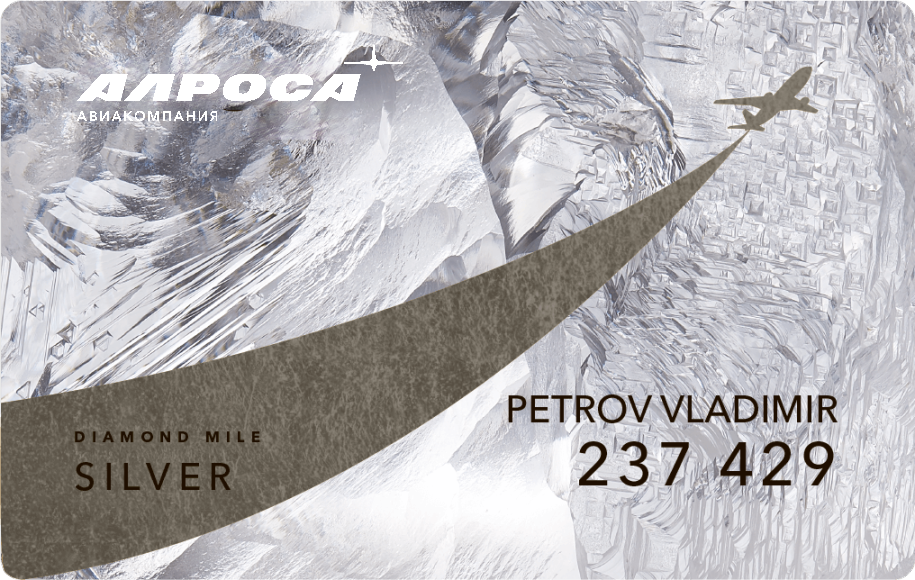 АЛРОСА
АВИАКОМПАНИЯ
PETROV VLADIMIR
237 429
DIAMOND MILE
SILVER